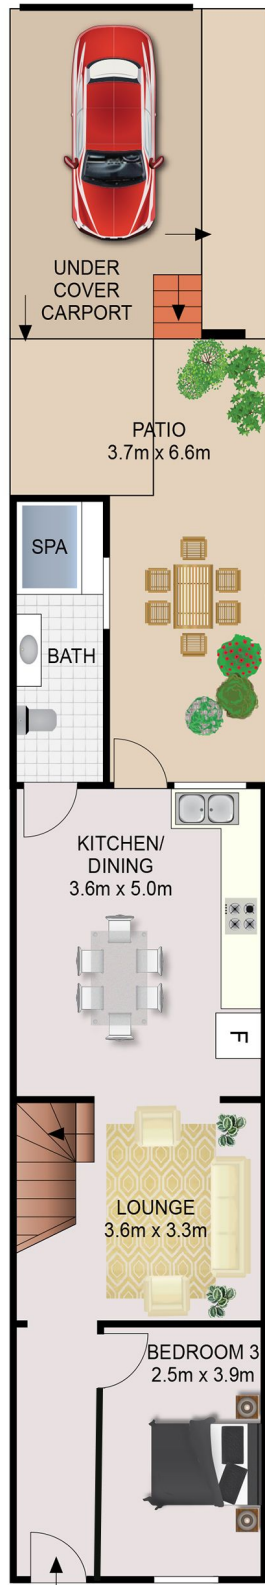 UNDER
COVER
CARPORT
PATIO
3.7m x 6.6m
SPA
BATH
KITCHEN/
DINING
3.6m x 5.0m
F
LOUNGE
3.6m x 3.3m
BEDROOM 3
2.5m x 3.9m